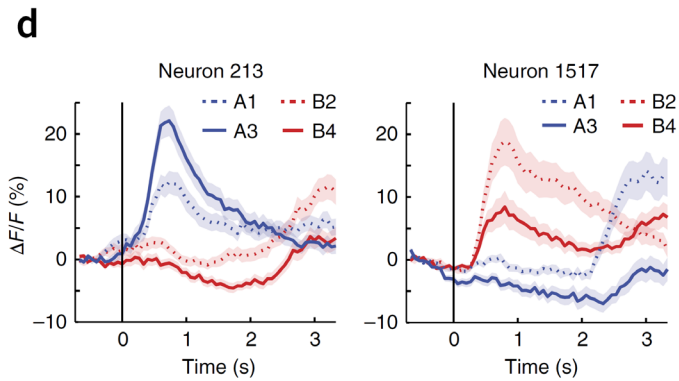 d
Neuron 213
A1 B2
A3 B4
20
10
0
−10
ΔF/F (%)
0 1 2 3
Time (s)
Neuron 1517
A1 B2
A3 B4
20
10
0
−10
0 1 2 3
Time (s)